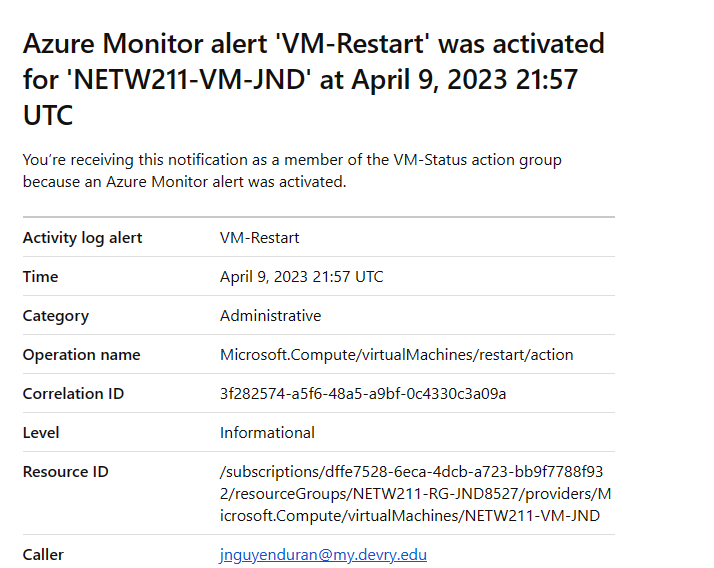 Azure Monitor alert 'VM-Restart' was activated
for 'NETW211-VM-JND' at April 9, 2023 21:57
UTC
You're receiving this notification as a member of the VM-Status action group
because an Azure Monitor alert was activated.
Activity log alert VM-Restart
Time April 9, 2023 21:57 UTC
Category Administrative
Operation name Microsoft.Compute/virtualMachines/restart/action
Correlation ID 3f282574-a5f6-48a5-a9bf-0c4330c3a09a
Level Informational
Resource ID /subscriptions/dffe7528-6eca-4dcb-a723-bb9f7788f93
2/resourceGroups/NETW211-RG-JND8527/providers/M
icrosoft.Compute/virtualMachines/NETW211-VM-JND
Caller jnguyenduran@my.devry.edu